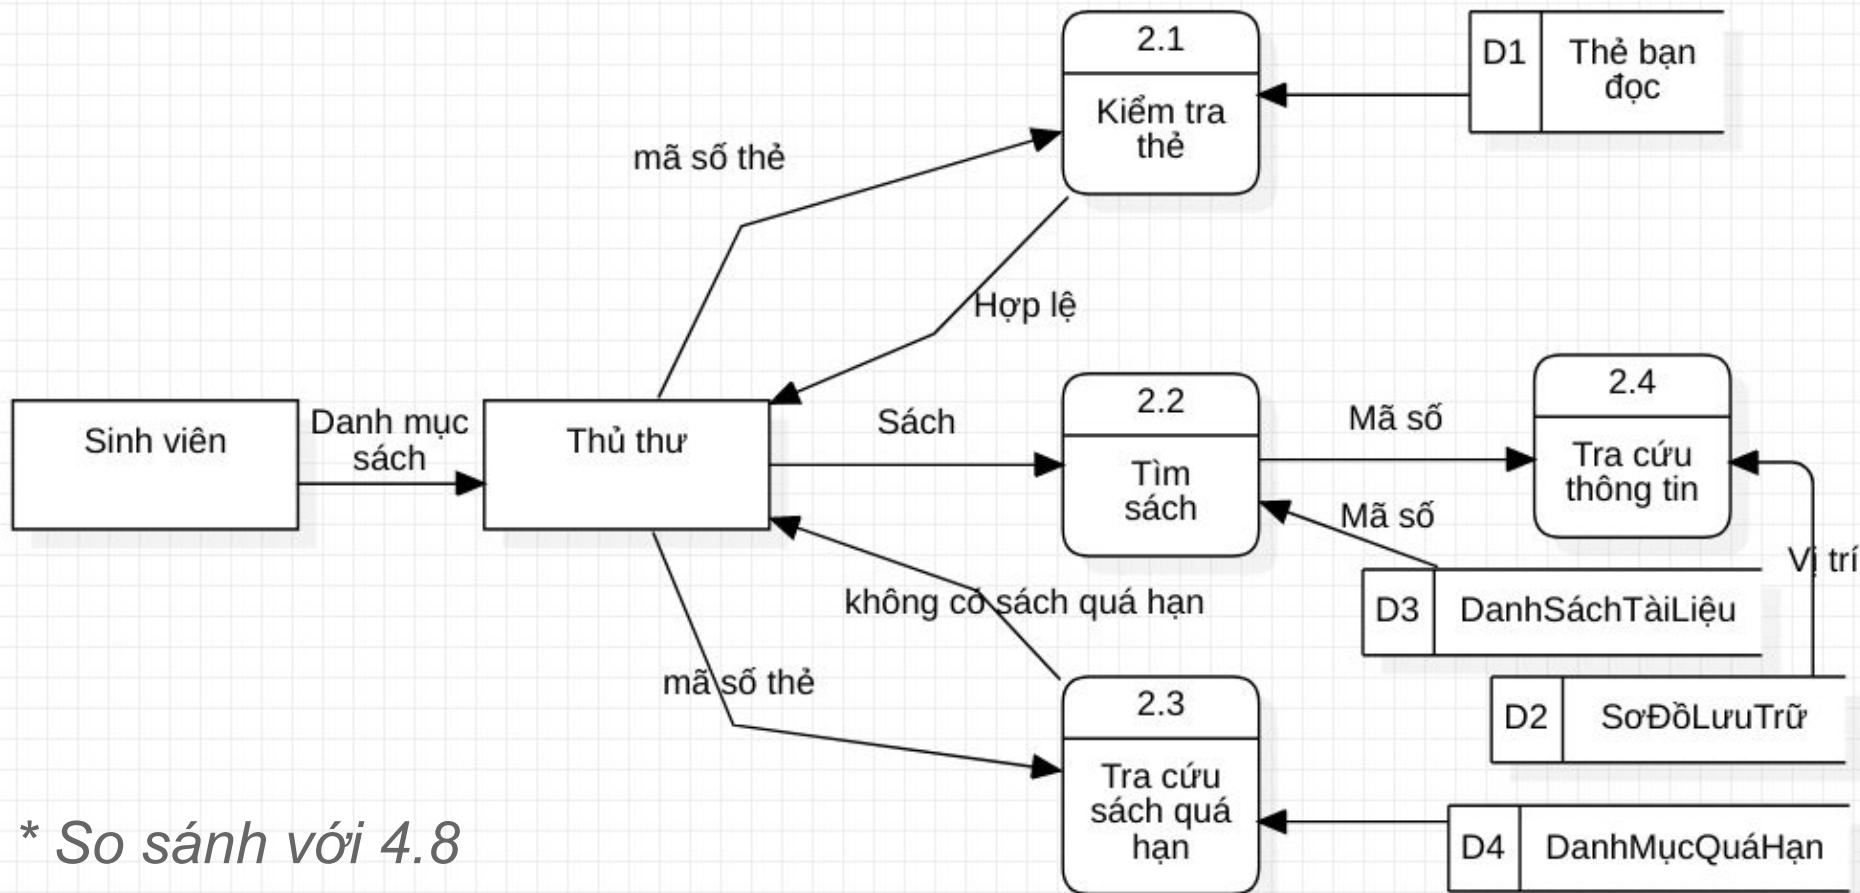 2.1
Kiểm tra
thẻ
D1
Thẻ bạn
đọc
mã số thẻ
Hợp lệ
Sinh viên
Danh mục
sách
Thủ thư
Sách
2.2
Tìm
sách
Mã số
2.4
Tra cứu
thông tin
Mã số
Vị trí
không có sách quá hạn
D3
DanhSáchTàiLiệu
mã số thẻ
2.3
Tra cứu
sách quá
hạn
D2
SơĐồLưuTrữ
D4
DanhMụcQuáHạn
* So sánh với 4.8